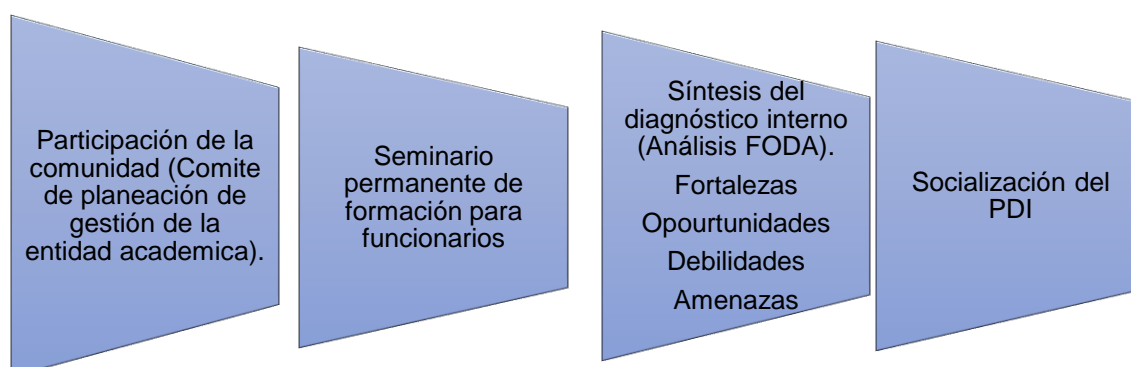 Participación de la
comunidad (Comite
de planeación de
gestión de la
entidad academica).
Seminario
permanente de
formación para
funcionarios
Síntesis del
diagnóstico interno
(Análisis FODA).
Fortalezas
Opourtunidades
Debilidades
Amenazas
Socialización del
PDI